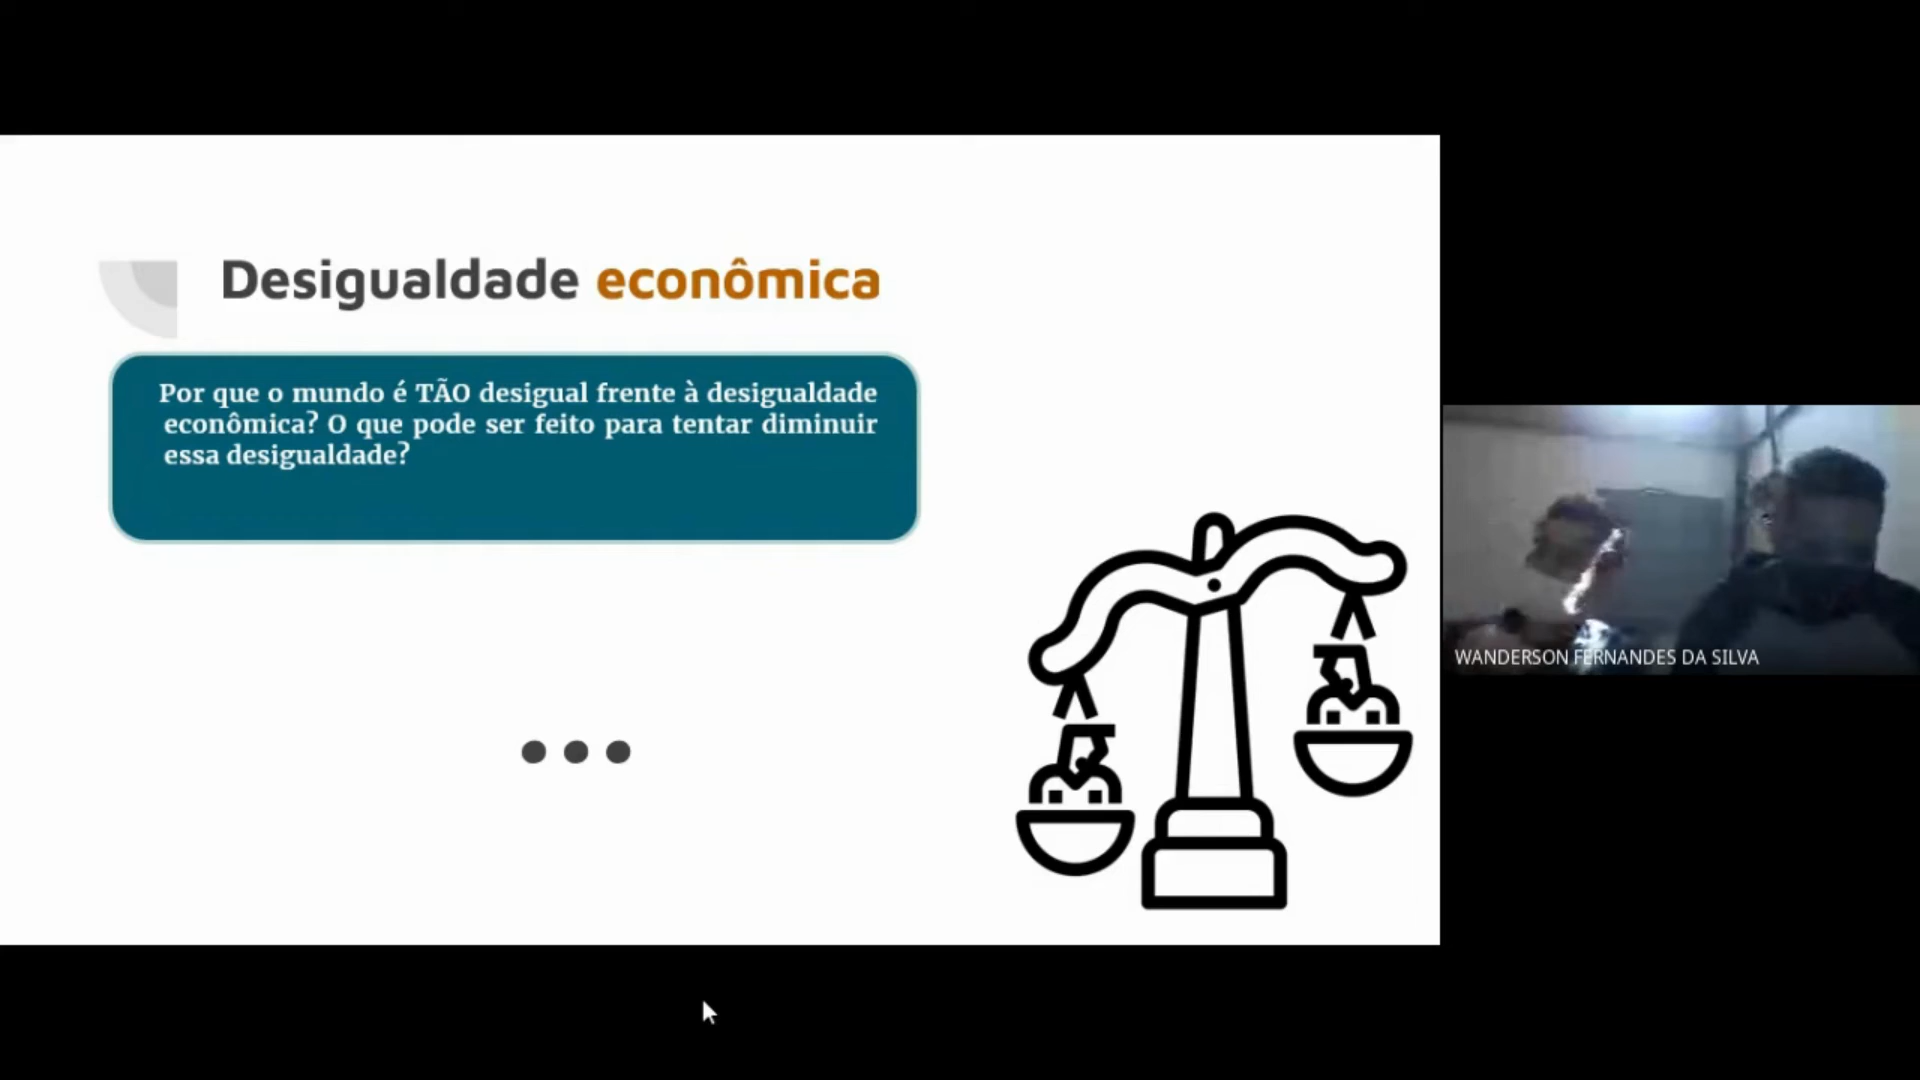 Desigualdade econômica
Por que o mundo é TÃO desigual frente à desigualdade
econômica? O que pode ser feito para tentar diminuir
essa desigualdade?
WANDERSON FERNANDES DA SILVA